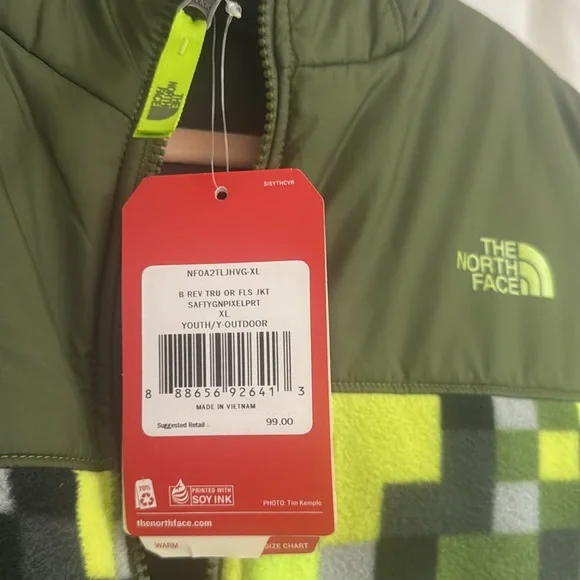 THE
NORTH
FACE
SISYTHCVR
NF0A2TLJHVG-XL
B REV TRU OR FLS JKT
SAFTYGNPIXELPRT
XL
YOUTH/Y-OUTDOOR
8 88656 92641 3
MADE IN VIETNAM
Suggested Retail :
99.00
PRINTED WITH
SOY INK
PHOTO: Tim Kemple
thenorthface.com
WARM
SIZE CHART
THE
NORTH
FACE